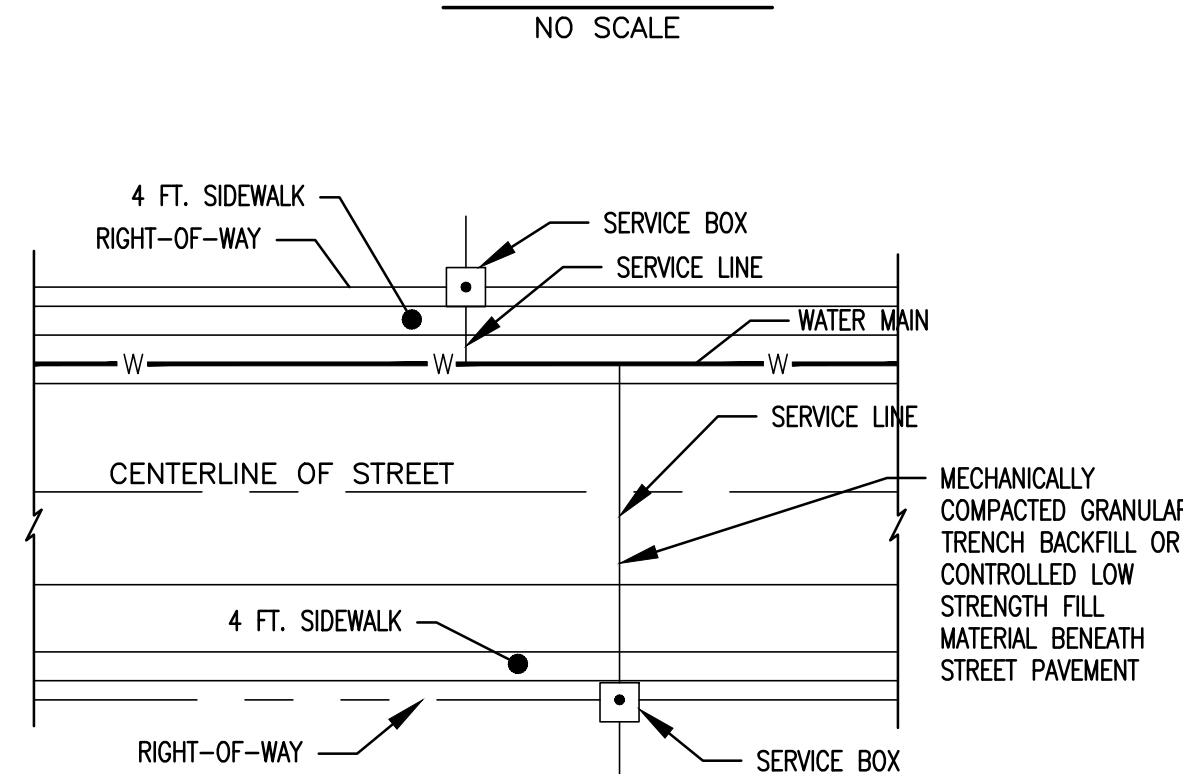 NO SCALE
4 FT. SIDEWALK
RIGHT-OF-WAY
SERVICE BOX
SERVICE LINE
WATER MAIN
W W W
SERVICE LINE
CENTERLINE OF STREET
MECHANICALLY
COMPACTED GRANULAR
TRENCH BACKFILL OR
CONTROLLED LOW
STRENGTH FILL
MATERIAL BENEATH
STREET PAVEMENT
4 FT. SIDEWALK
RIGHT-OF-WAY
SERVICE BOX